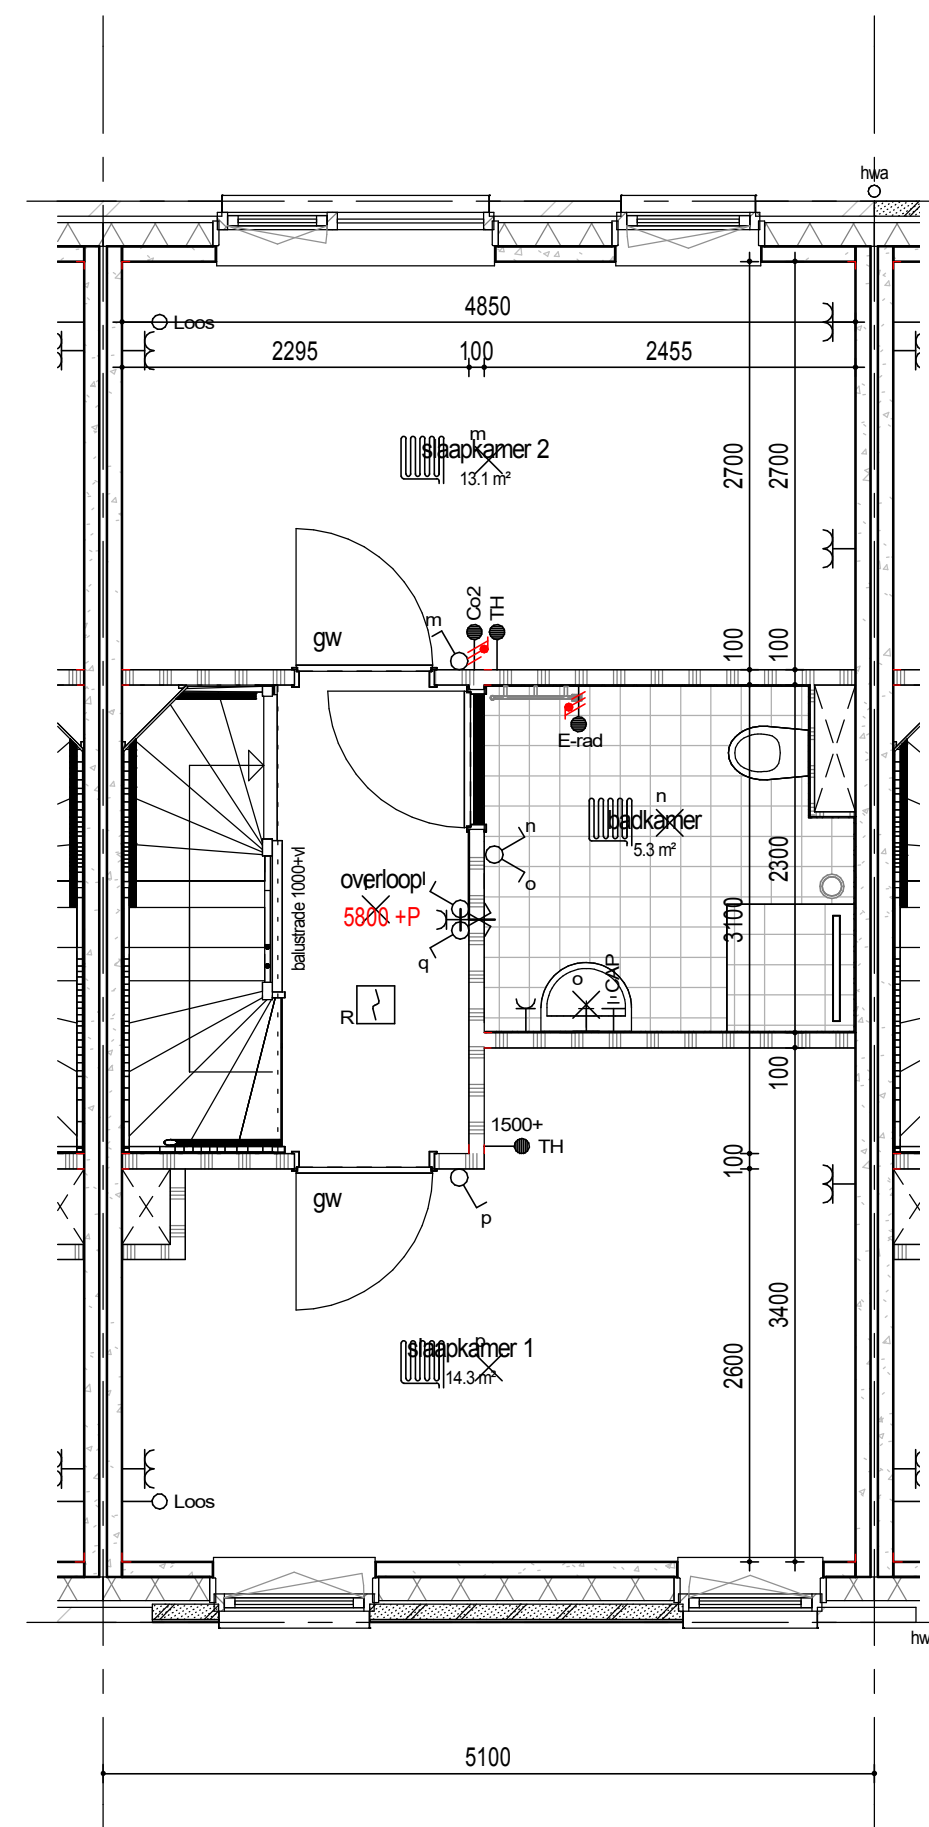 hwa
4850
Loos
2295
100
2455
m
slaapkamer 2
13.1 m²
2700
2700
Co2
TH
m
gw
100
100
E-rad
n
badkamer
5.3 m²
n
o
2300
3100
balustrade 1000+vl
overloop
5800 +P
q
o
CAP
R
100
1500+
TH
100
gw
p
3400
2600
p
slaapkamer 1
14.3 m²
Loos
hw
5100